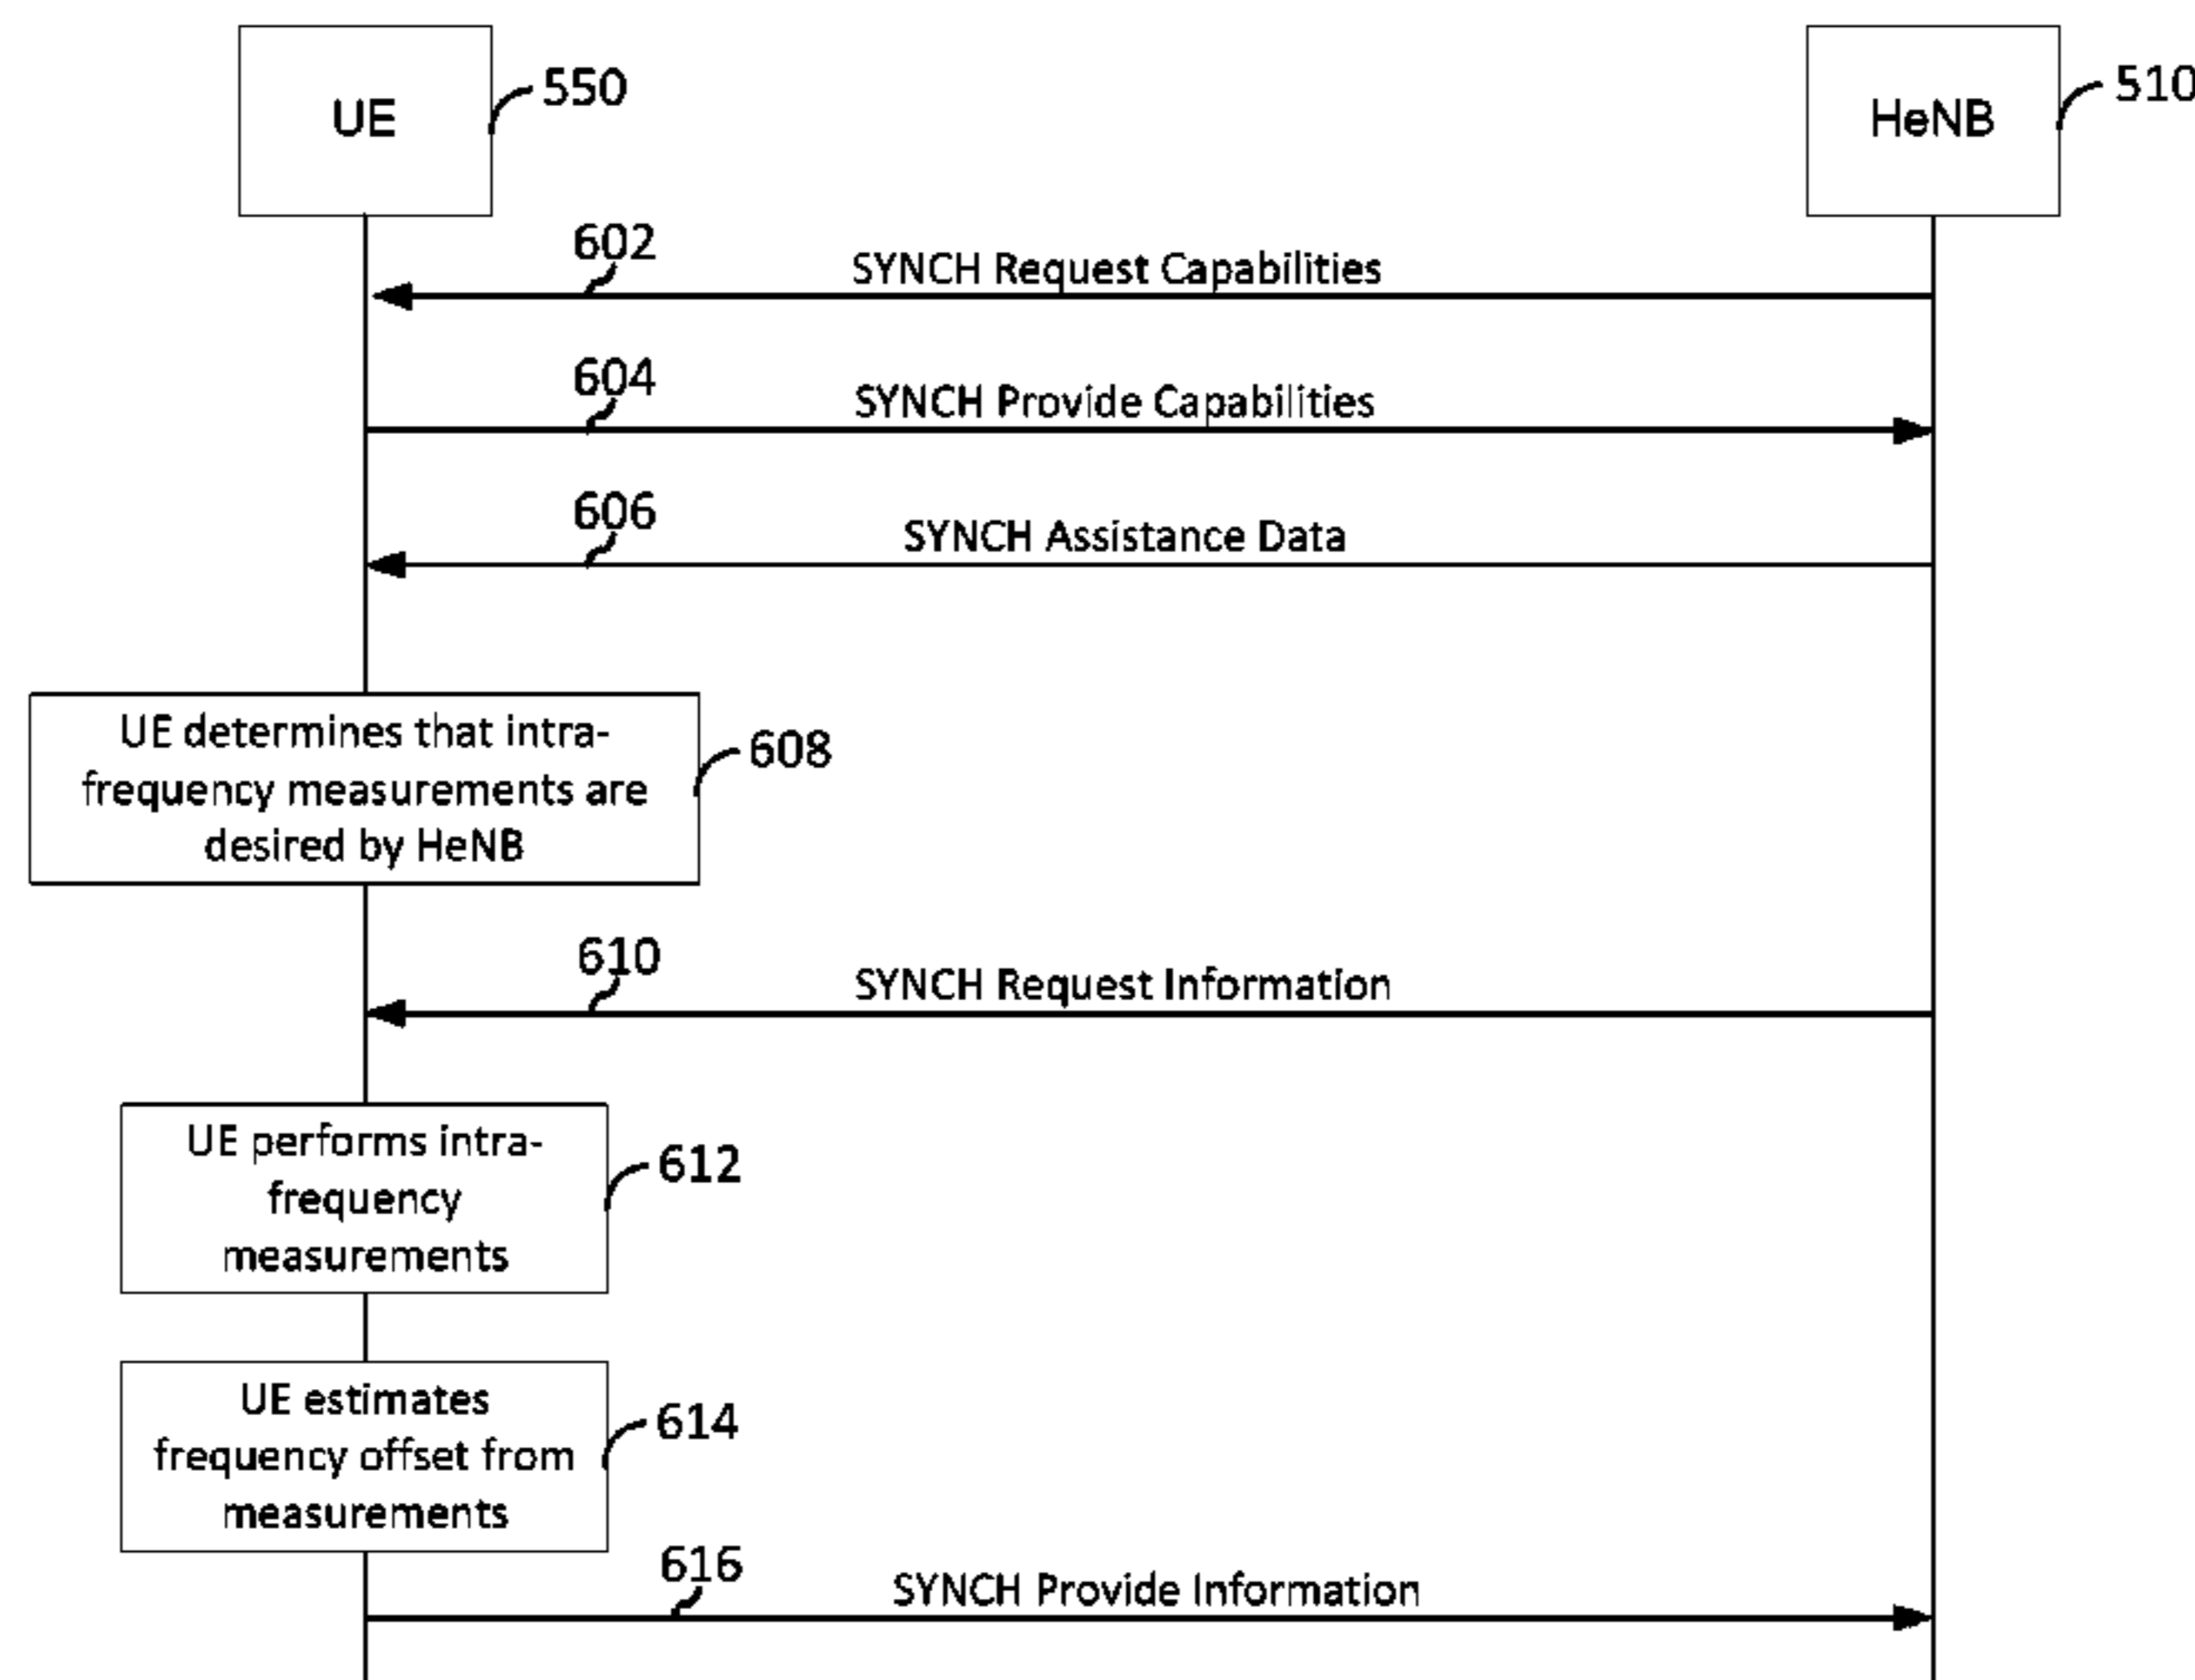 UE
550
HeNB
510
602
SYNCH Request Capabilities
604
SYNCH Provide Capabilities
606
SYNCH Assistance Data
UE determines that intra-
frequency measurements are
desired by HeNB
608
610
SYNCH Request Information
UE performs intra-
frequency
measurements
612
UE estimates
frequency offset from
measurements
614
616
SYNCH Provide Information